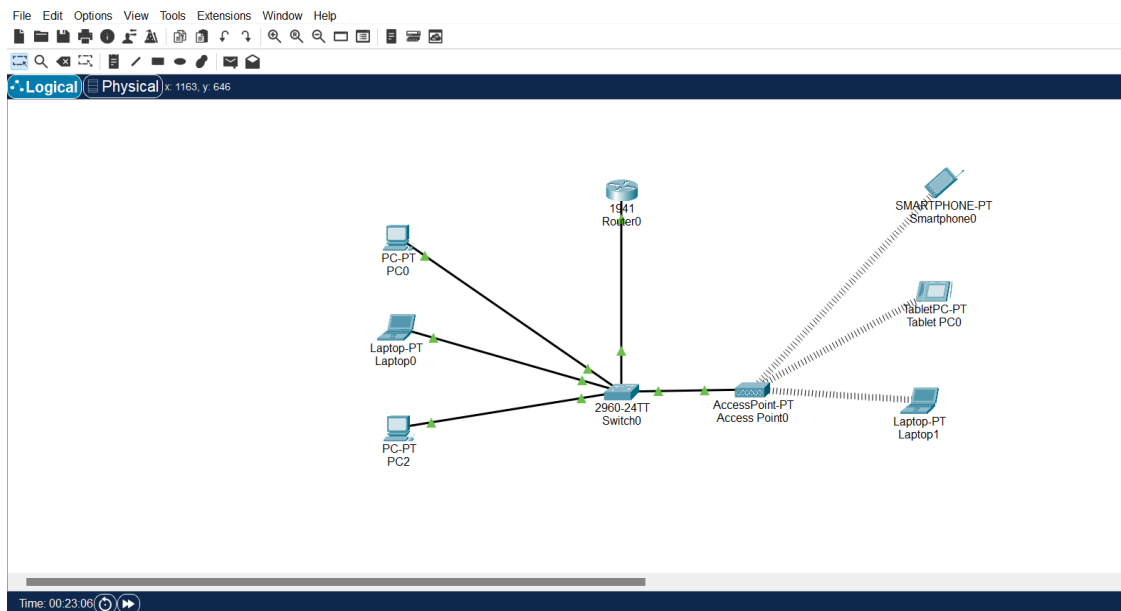 File Edit Options View Tools Extensions Window Help
Logical Physical x: 1163, y: 646
1941
Router0
SMARTPHONE-PT
Smartphone0
PC-PT
PC0
TabletPC-PT
Tablet PC0
Laptop-PT
Laptop0
2960-24TT
Switch0
AccessPoint-PT
Access Point0
Laptop-PT
Laptop1
PC-PT
PC2
Time: 00:23:06